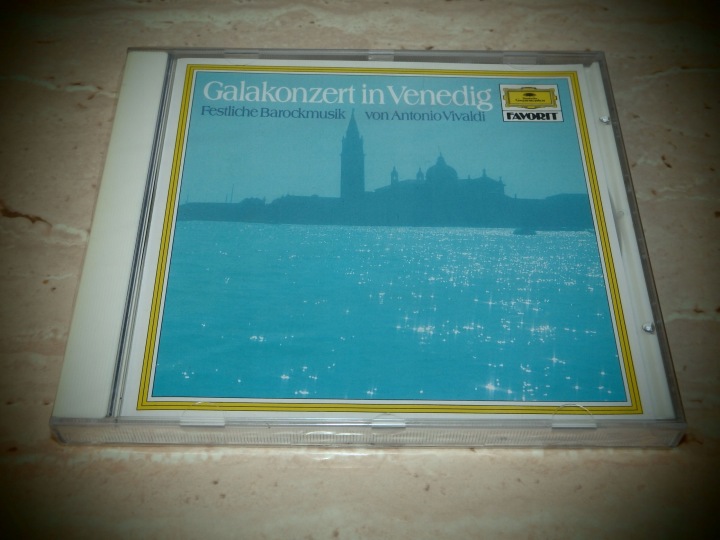 Galakonzert in Venedig
Festliche Barockmusik von Antonio Vivaldi
FAVORIT